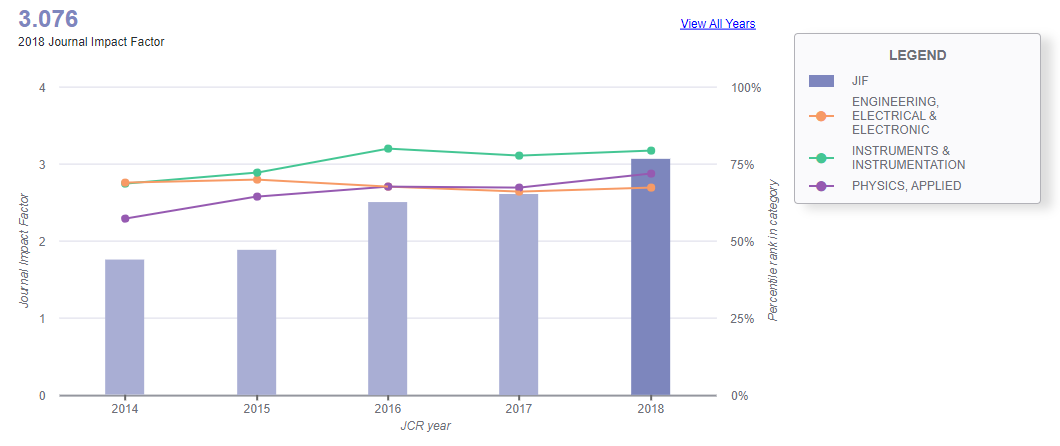 3.076
2018 Journal Impact Factor
View All Years
4
3
2
1
0
Journal Impact Factor
100%
75%
50%
25%
0%
Percentile rank in category
2014 2015 2016 2017 2018
JCR year
LEGEND
JIF
ENGINEERING,
ELECTRICAL &
ELECTRONIC
INSTRUMENTS &
INSTRUMENTATION
PHYSICS, APPLIED